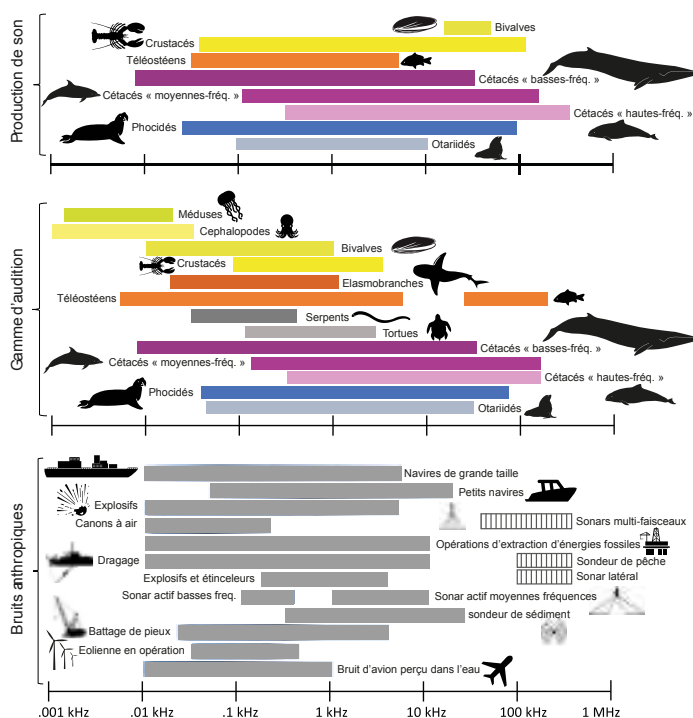 Production de son
Bivalves
Crustacés
Téléostéens
Cétacés « basses-fréq. »
Cétacés « moyennes-fréq. »
Cétacés « hautes-fréq. »
Phocidés
Otariidés
Gamme d'audition
Méduses
Cephalopodes
Bivalves
Crustacés
Elasmobranches
Téléostéens
Serpents
Tortues
Cétacés « basses-fréq. »
Cétacés « moyennes-fréq. »
Cétacés « hautes-fréq. »
Phocidés
Otariidés
Bruits anthropiques
Navires de grande taille
Petits navires
Explosifs
Canons à air
Sonars multi-faisceaux
Opérations d'extraction d'énergies fossiles
Dragage
Sondeur de pêche
Explosifs et étinceleurs
Sonar latéral
Sonar actif basses freq.
Sonar actif moyennes fréquences
sondeur de sédiment
Battage de pieux
Eolienne en opération
Bruit d'avion perçu dans l'eau
.001 kHz .01 kHz .1 kHz 1 kHz 10 kHz 100 kHz 1 MHz